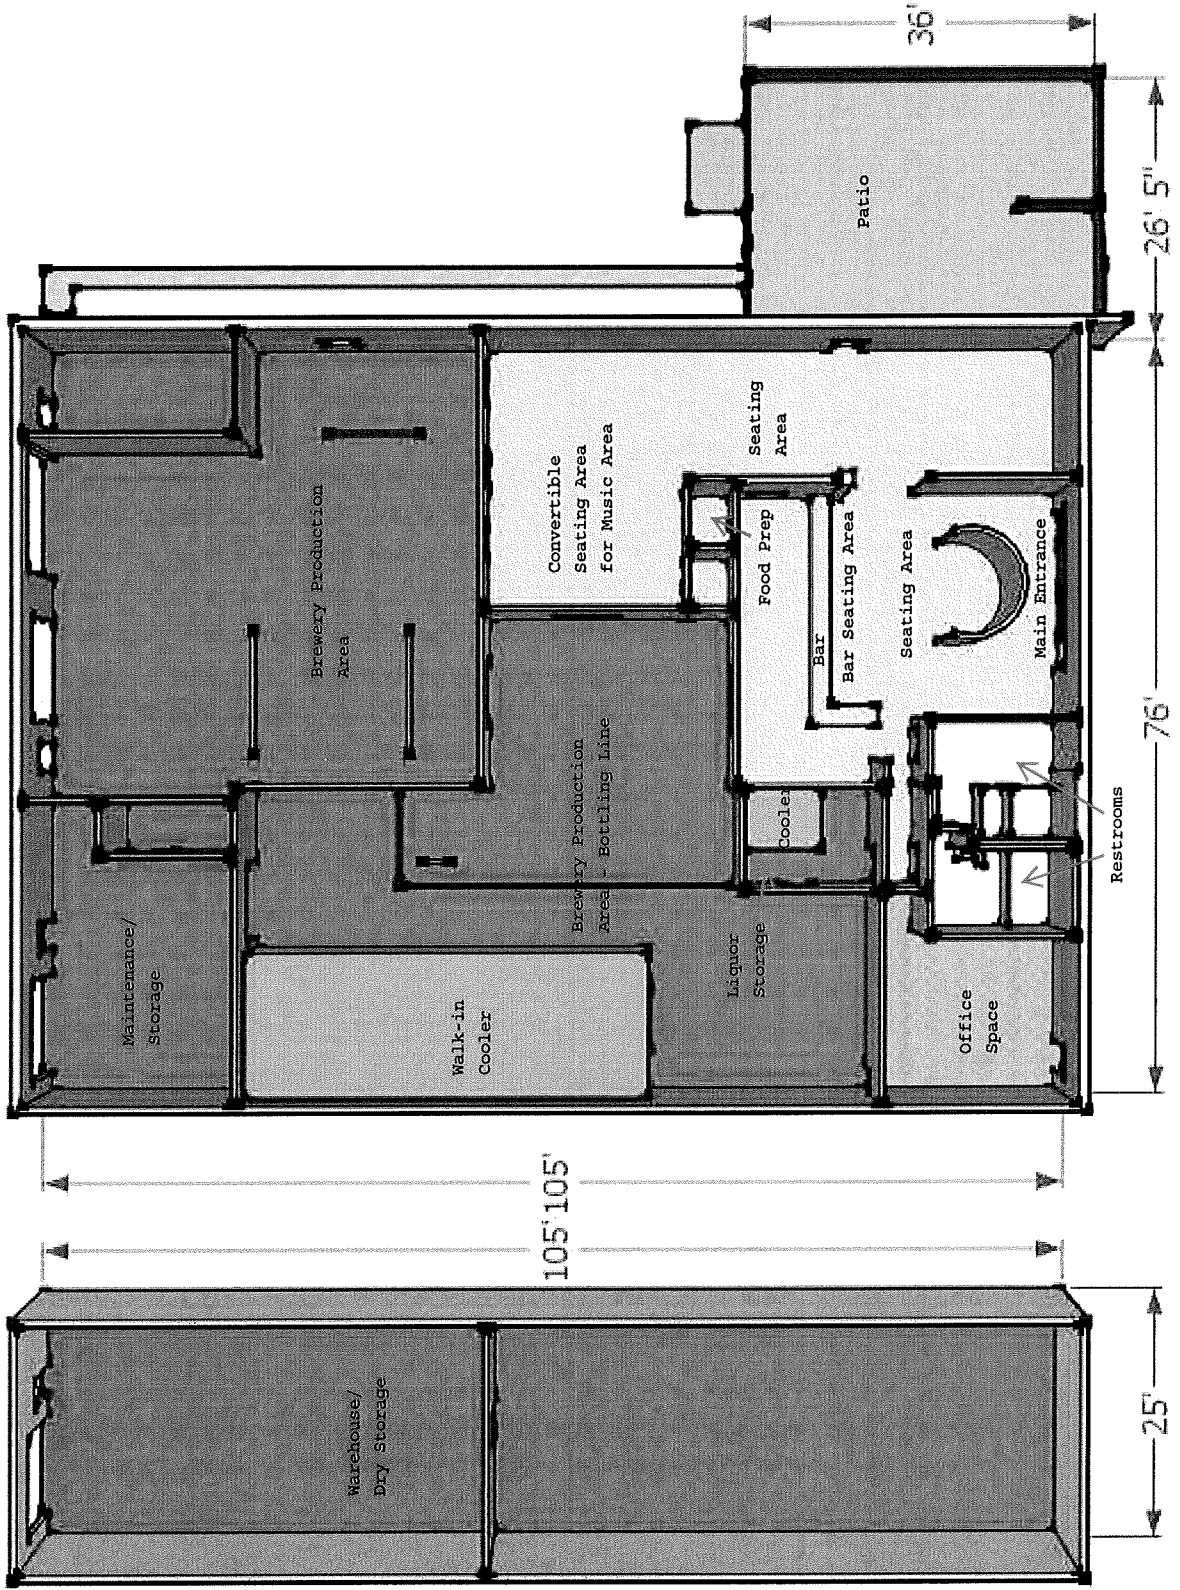 Maintenance/
Storage
Brewery Production
Area
Warehouse/
Dry Storage
Walk-in
Cooler
105'
105'
Convertible
Seating Area
for Music Area
Brewery Production
Area- Bottling Line
Liquor
Storage
Seating
Area
Food Prep
Cooler
Bar
Bar Seating Area
Patio
Seating Area
36'
Office
Space
Main Entrance
Restrooms
25'
76'
26' 5"